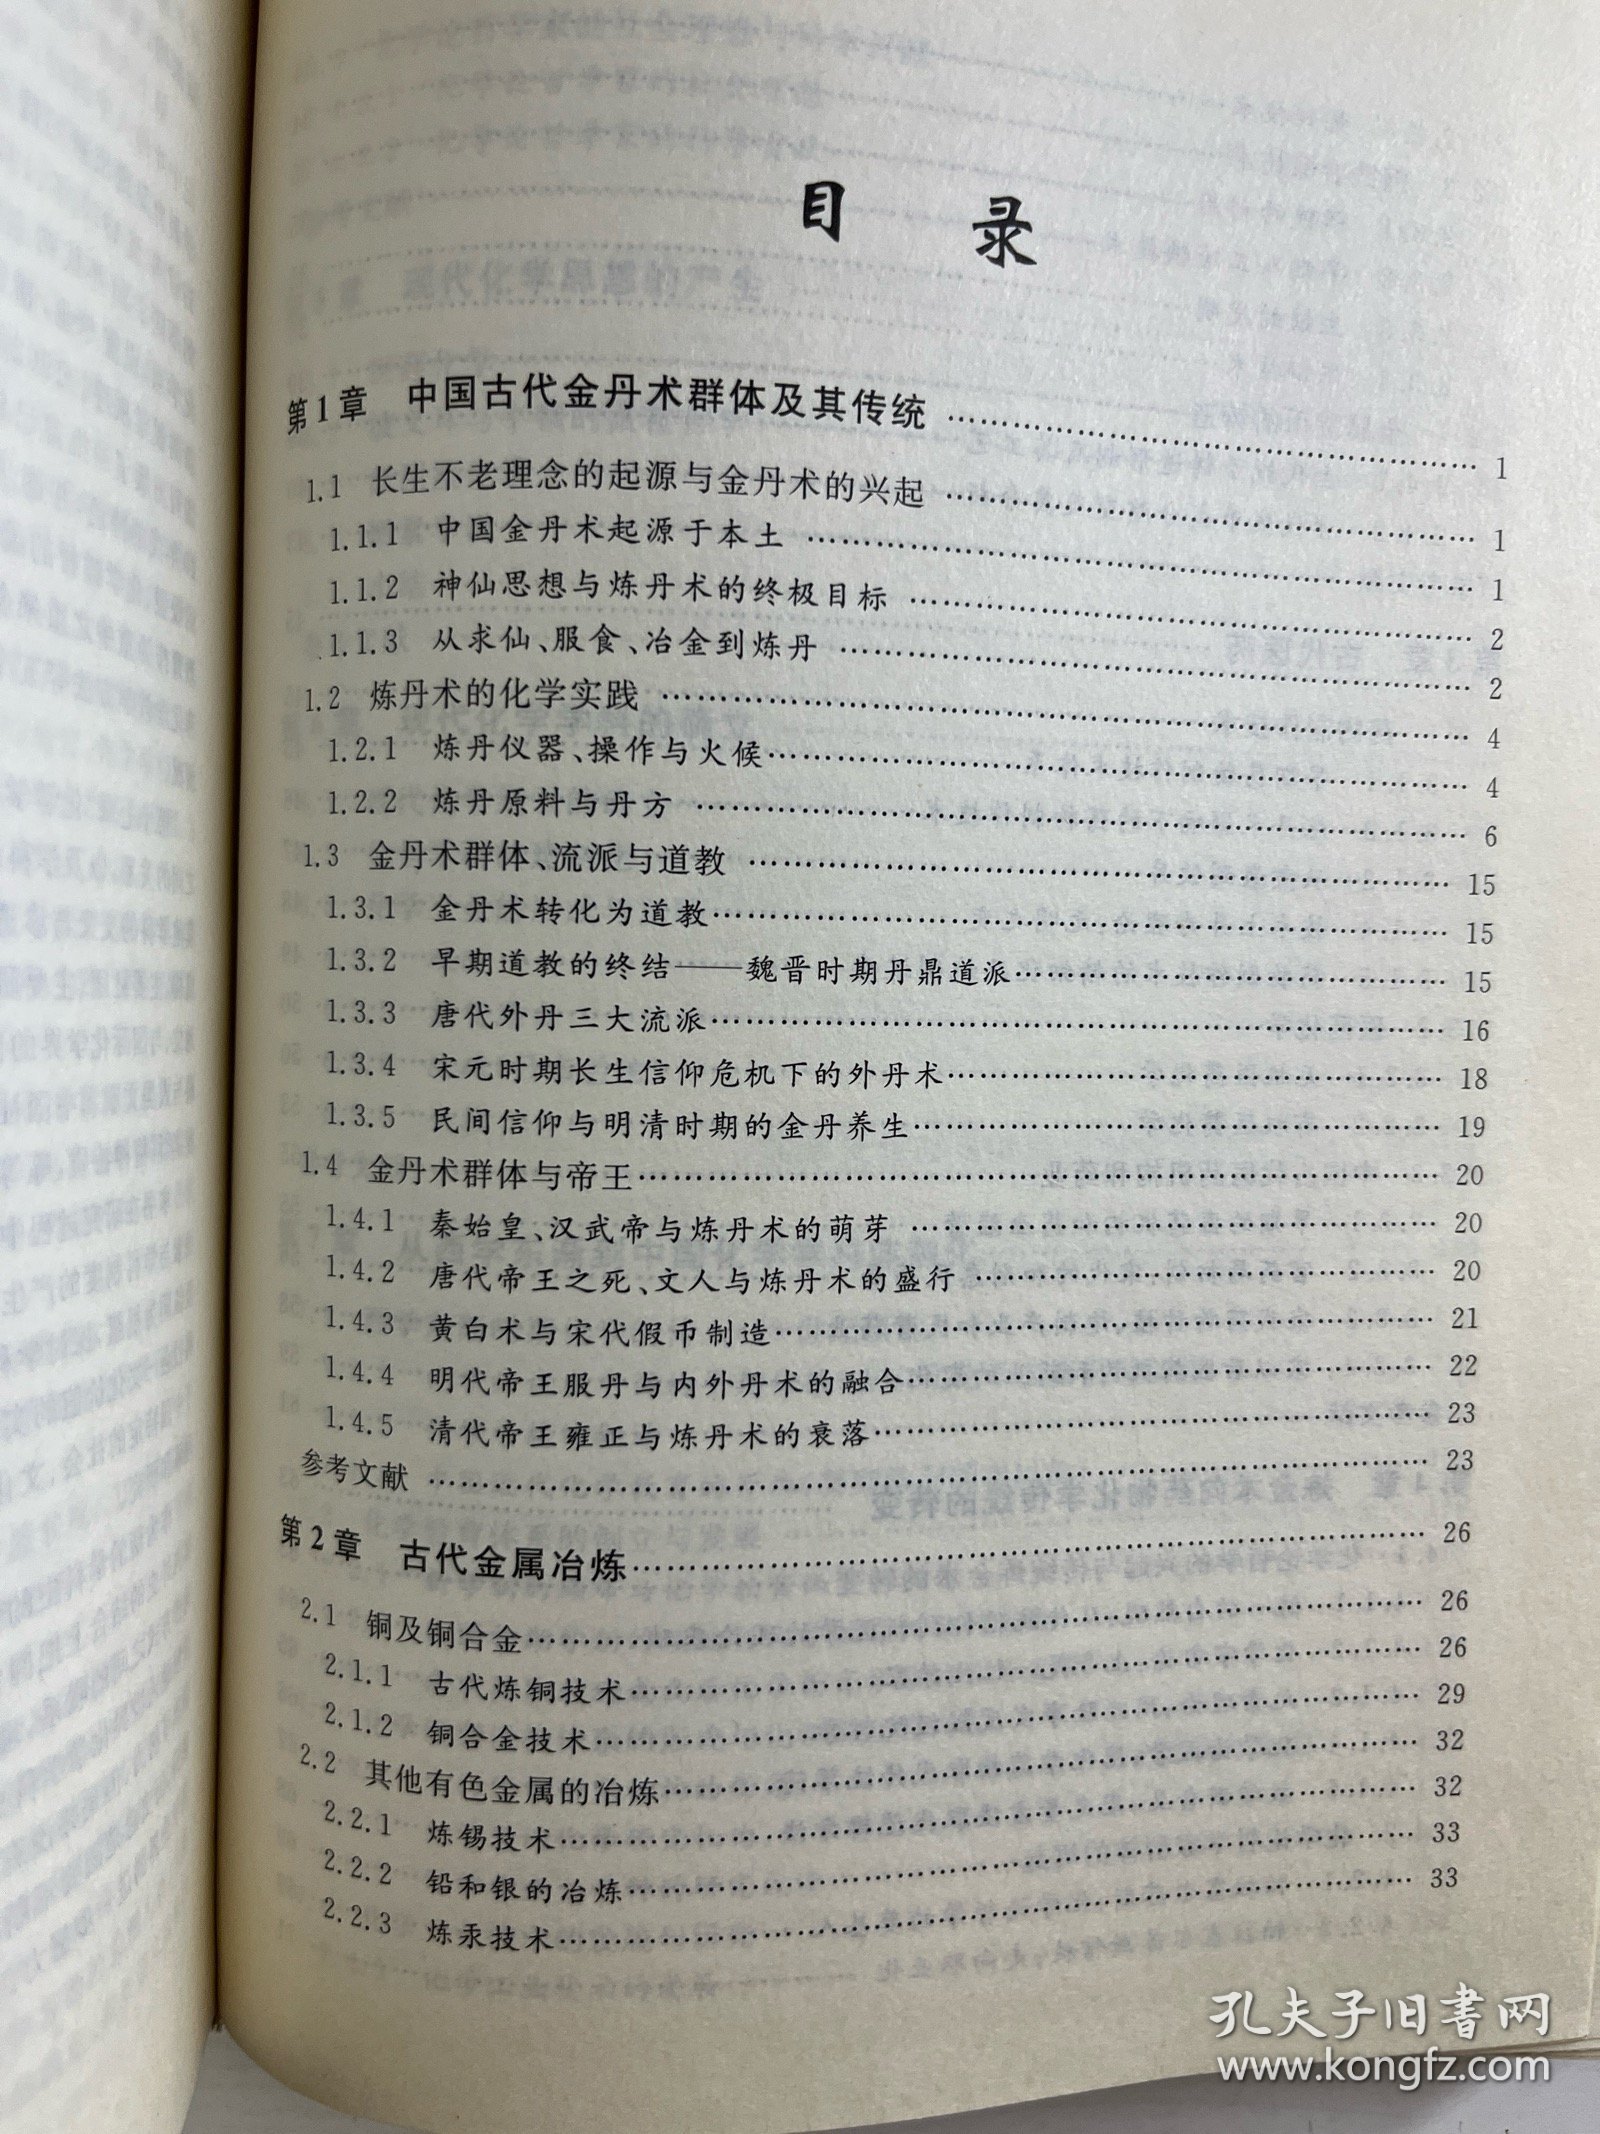 目 录
第1章 中国古代金丹术群体及其传统 …… 1
1.1 长生不老理念的起源与金丹术的兴起 …… 1
1.1.1 中国金丹术起源于本土 …… 1
1.1.2 神仙思想与炼丹术的终极目标 …… 2
1.1.3 从求仙、服食、冶金到炼丹 …… 2
1.2 炼丹术的化学实践 …… 4
1.2.1 炼丹仪器、操作与火候 …… 4
1.2.2 炼丹原料与丹方 …… 6
1.3 金丹术群体、流派与道教 …… 15
1.3.1 金丹术转化为道教 …… 15
1.3.2 早期道教的终结——魏晋时期丹鼎道派 …… 15
1.3.3 唐代外丹三大流派 …… 16
1.3.4 宋元时期长生信仰危机下的外丹术 …… 18
1.3.5 民间信仰与明清时期的金丹养生 …… 19
1.4 金丹术群体与帝王 …… 20
1.4.1 秦始皇、汉武帝与炼丹术的萌芽 …… 20
1.4.2 唐代帝王之死、文人与炼丹术的盛行 …… 20
1.4.3 黄白术与宋代假币制造 …… 21
1.4.4 明代帝王服丹与内外丹术的融合 …… 22
1.4.5 清代帝王雍正与炼丹术的衰落 …… 23
参考文献 …… 23
第2章 古代金属冶炼 …… 26
2.1 铜及铜合金 …… 26
2.1.1 古代炼铜技术 …… 26
2.1.2 铜合金技术 …… 29
2.2 其他有色金属的冶炼 …… 32
2.2.1 炼锡技术 …… 32
2.2.2 铅和银的冶炼 …… 33
2.2.3 炼汞技术 …… 33
孔夫子旧书网
www.kongfz.com